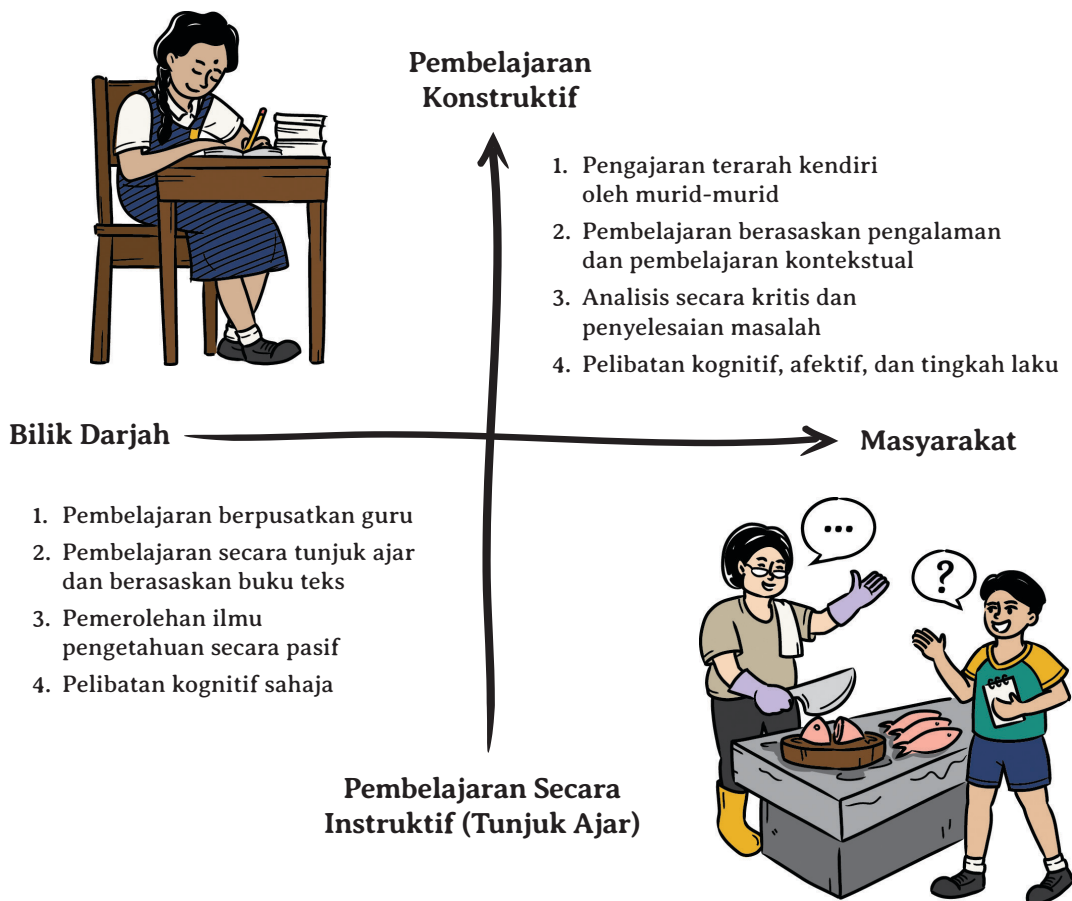 Pembelajaran
Konstruktif
1. Pengajaran terarah kendiri
oleh murid-murid
2. Pembelajaran berasaskan pengalaman
dan pembelajaran kontekstual
3. Analisis secara kritis dan
penyelesaian masalah
4. Pelibatan kognitif, afektif, dan tingkah laku
Bilik Darjah
Masyarakat
1. Pembelajaran berpusatkan guru
2. Pembelajaran secara tunjuk ajar
dan berasaskan buku teks
3. Pemerolehan ilmu
pengetahuan secara pasif
4. Pelibatan kognitif sahaja
...
?
Pembelajaran Secara
Instruktif (Tunjuk Ajar)